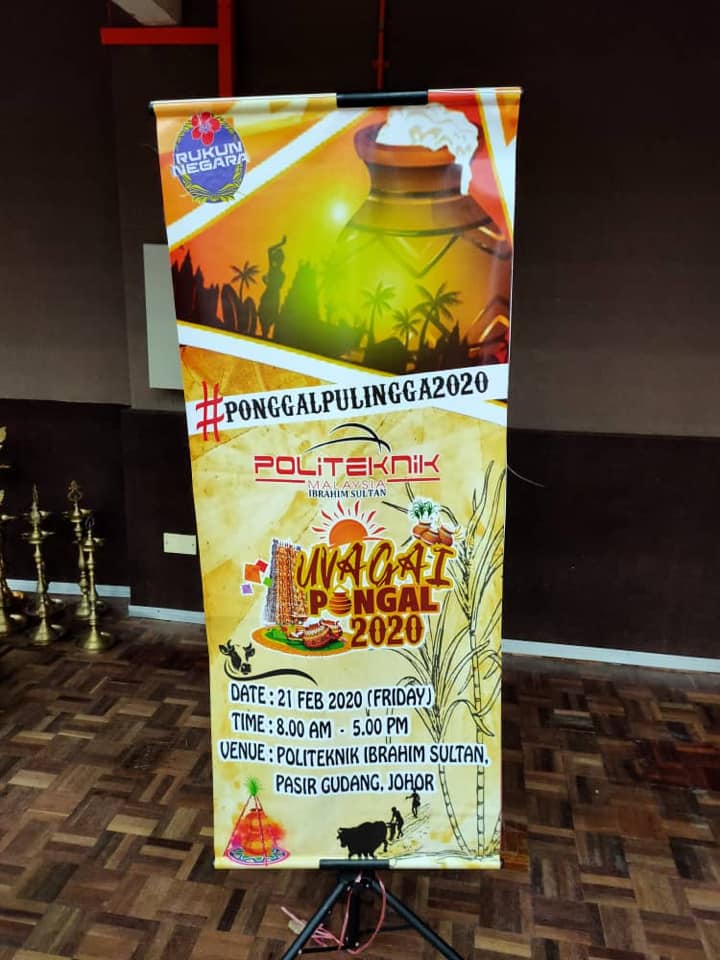 RUKUN
NEGARA
#PONGGALPULINGGA2020
POLITEKNIK
MALAYSIA
IBRAHIM SULTAN
UVAGAI
PONGAL
2020
DATE : 21 FEB 2020 (FRIDAY)
TIME : 8.00 AM - 5.00 PM
VENUE : POLITEKNIK IBRAHIM SULTAN,
PASIR GUDANG, JOHOR